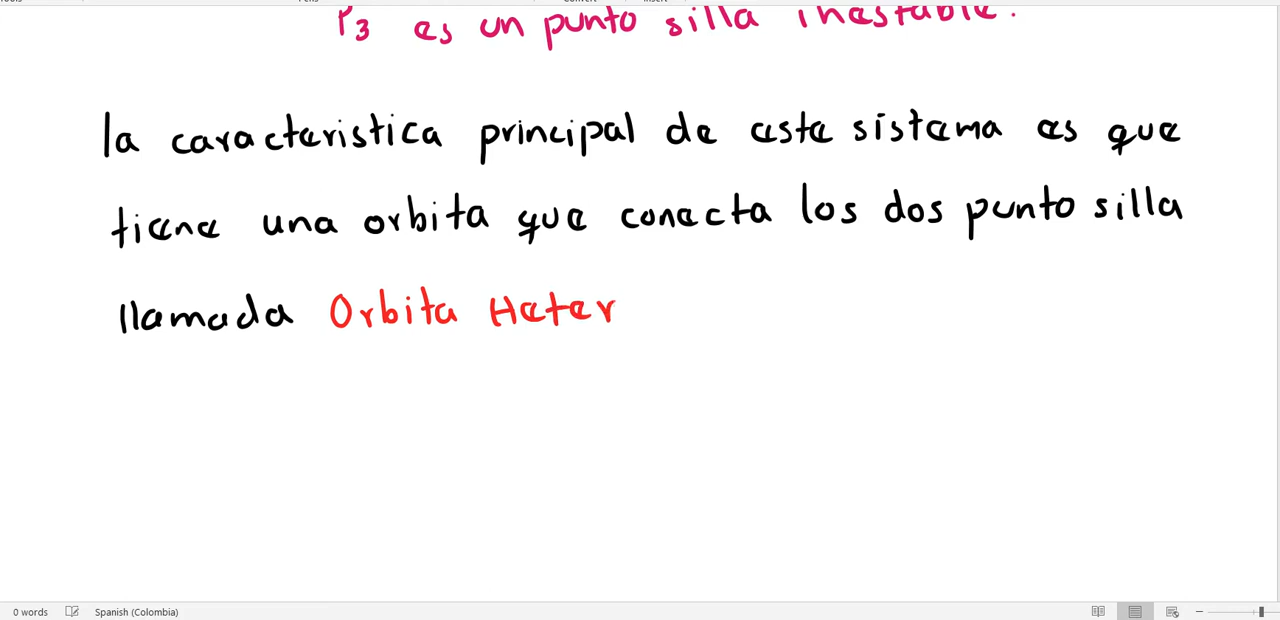 P3 es un punto silla inestable.
la caracteristica principal de este sistema es que
tiene una orbita que conecta los dos punto silla
llamada Orbita Heter
0 words
Spanish (Colombia)